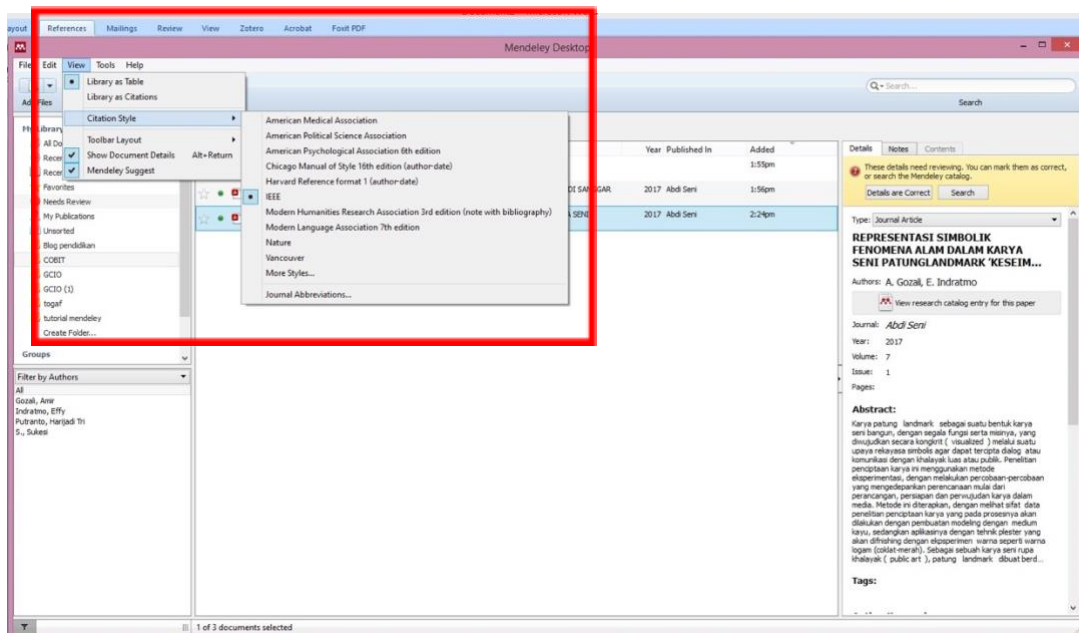 ayout References Mailings Review View Zotero Acrobat Foxit PDF
Mendeley Desktop
File Edit View Tools Help
Library as Table
Library as Citations
Citation Style
Toolbar Layout
Show Document Details Alt+Return
Mendeley Suggest
American Medical Association
American Political Science Association
American Psychological Association 6th edition
Chicago Manual of Style 16th edition (author-date)
Harvard Reference format 1 (author-date)
IEEE
Modern Humanities Research Association 3rd edition (note with bibliography)
Modern Language Association 7th edition
Nature
Vancouver
More Styles...
Journal Abbreviations...
Search...
Files
Search
My Library
All Do
Recen
Recen
Favorites
Needs Review
My Publications
Unsorted
Blog pendidikan
COBIT
GCIO
GCIO (1)
togaf
tutorial mendeley
Create Folder...
Groups
Filter by Authors
All
Gozali, Amir
Indratmo, Effy
Putranto, Harijadi Tri
S., Sukesi
Year Published In Added
1:55pm
2017 Abdi Seni 1:56pm
2017 Abdi Seni 2:24pm
Details Notes Contents
These details need reviewing. You can mark them as correct,
or search the Mendeley catalog.
Details are Correct Search
Type: Journal Article
REPRESENTASI SIMBOLIK
FENOMENA ALAM DALAM KARYA
SENI PATUNGLANDMARK 'KESEIM...
Authors: A. Gozali, E. Indratmo
View research catalog entry for this paper
Journal: Abdi Seni
Year: 2017
Volume: 7
Issue: 1
Pages:
Abstract:
Karya patung landmark sebagai suatu bentuk karya
seni bangun, dengan segala fungsi serta misinya, yang
diwujudkan secara kongkrit ( visualized ) melalui suatu
upaya rekayasa simbolis agar dapat tercipta dialog atau
komunikasi dengan khalayak luas atau publik. Penelitian
penciptaan karya ini menggunakan metode
eksperimentasi, dengan melakukan percobaan-percobaan
yang mengedepankan perencanaan mulai dari
perancangan, persiapan dan perwujudan karya dalam
media. Metode ini diterapkan, dengan melihat sifat data
penelitian penciptaan karya yang pada prosesnya akan
dilakukan dengan pembuatan modeling dengan medium
kayu, sedangkan aplikasinya dengan tehnik plester yang
akan difinishing dengan eksperimen warna seperti warna
logam (coklat-merah). Sebagai sebuah karya seni rupa
khalayak ( public art ), patung landmark dibuat berd...
Tags:
1 of 3 documents selected